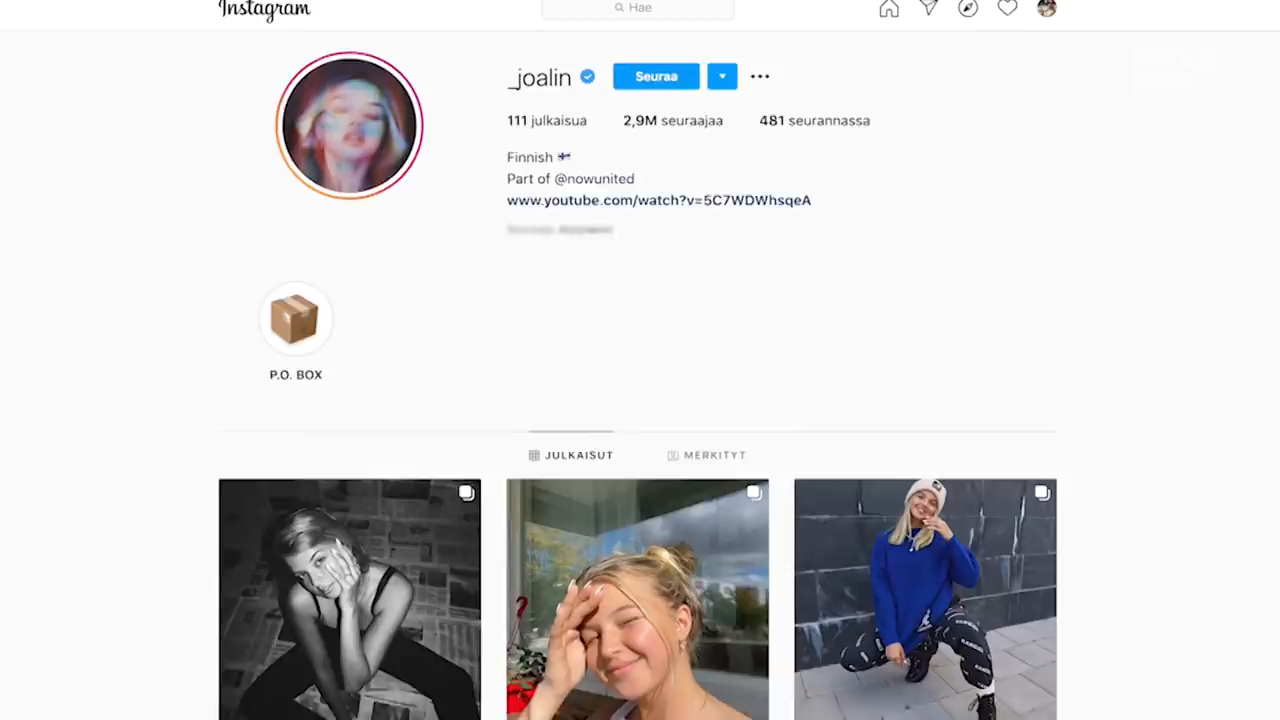 Instagram
Hae
_joalin
Seuraa
111 julkaisua 2,9M seuraajaa 481 seurannassa
Finnish
Part of @nowunited
www.youtube.com/watch?v=5C7WDWhsqeA
P.O. BOX
JULKAISUT MERKITYT